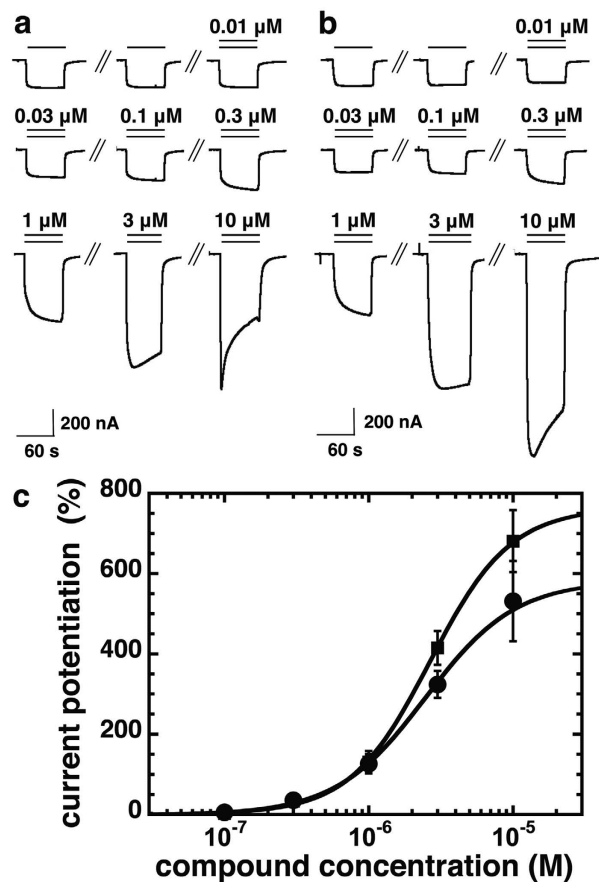 a
b
0.01 µM
0.01 µM
0.03 µM 0.1 µM 0.3 µM
0.03 µM 0.1 µM 0.3 µM
1 µM 3 µM 10 µM
1 µM 3 µM 10 µM
200 nA
60 s
200 nA
60 s
c
current potentiation (%)
800
600
400
200
0
10-7 10-6 10-5
compound concentration (M)